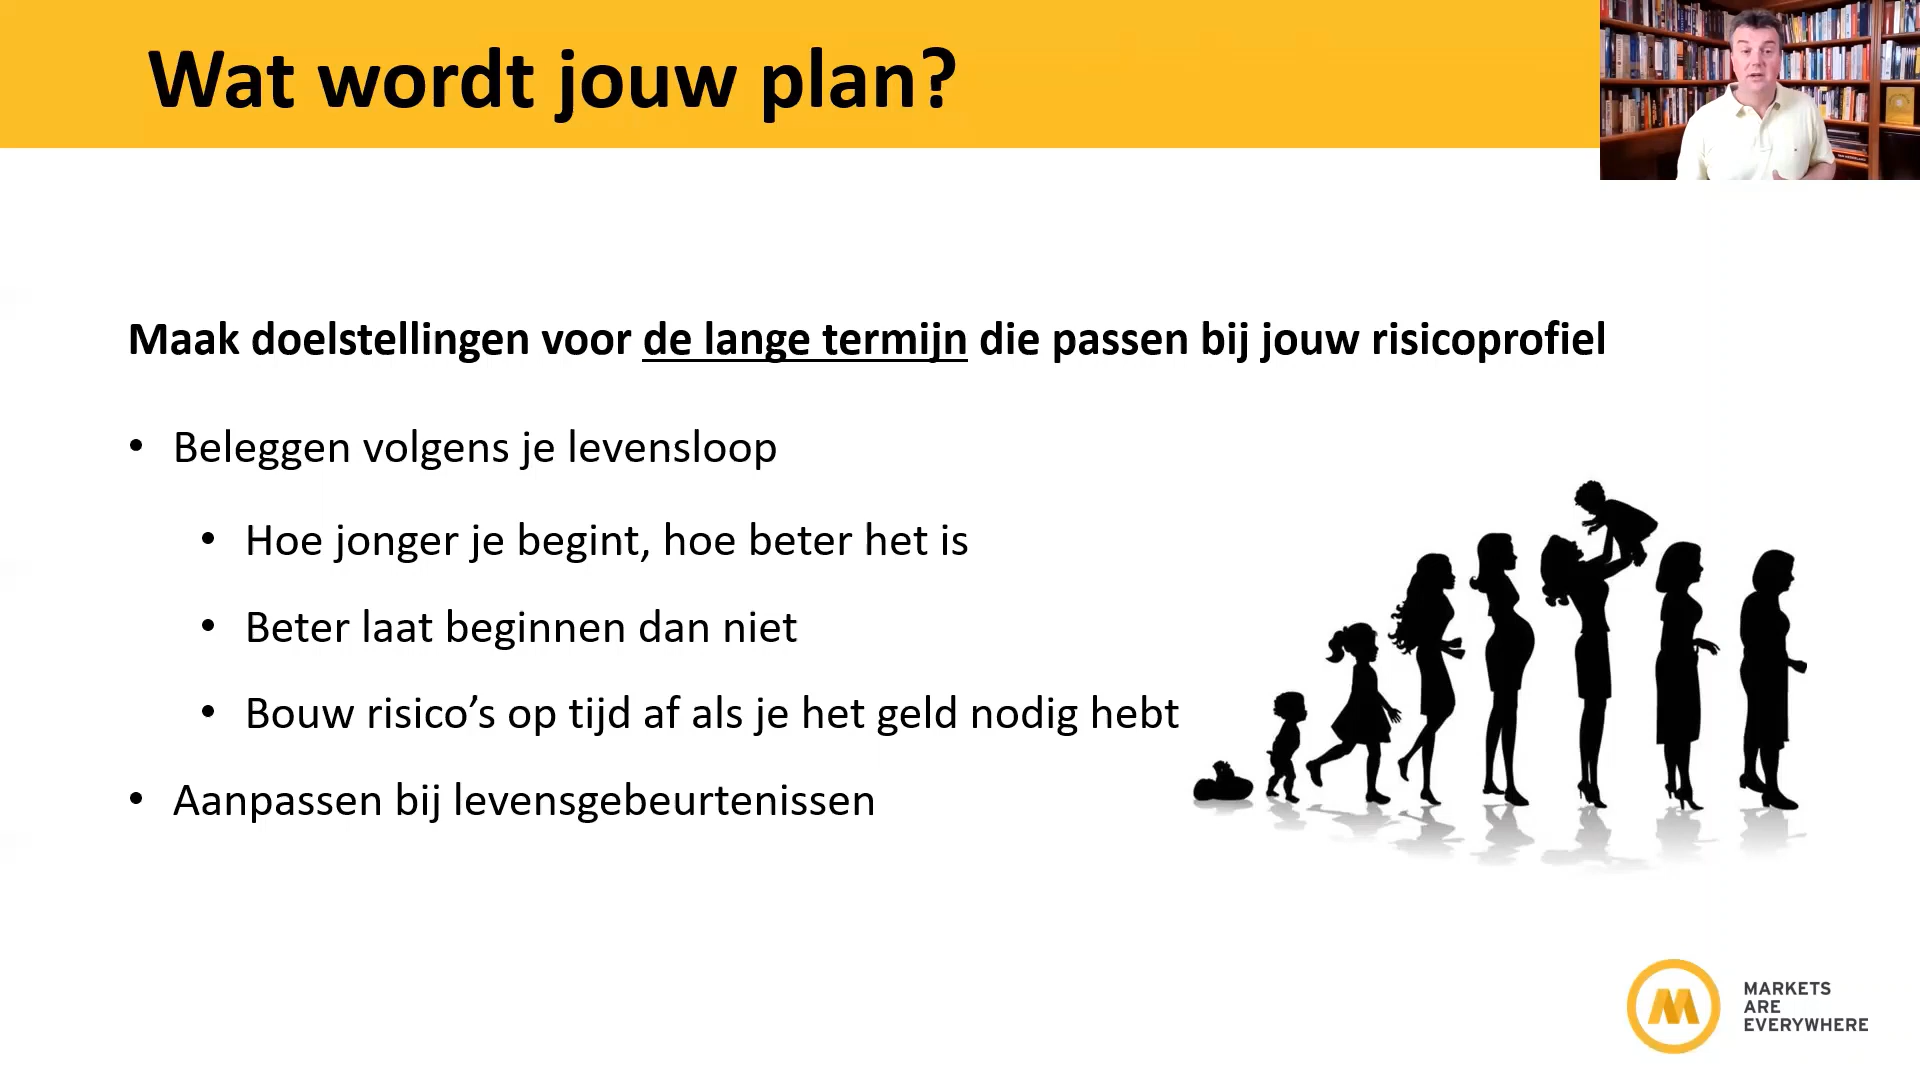 Wat wordt jouw plan?
Maak doelstellingen voor de lange termijn die passen bij jouw risicoprofiel
• Beleggen volgens je levensloop
• Hoe jonger je begint, hoe beter het is
• Beter laat beginnen dan niet
• Bouw risico’s op tijd af als je het geld nodig hebt
• Aanpassen bij levensgebeurtenissen
MARKETS
ARE
EVERYWHERE